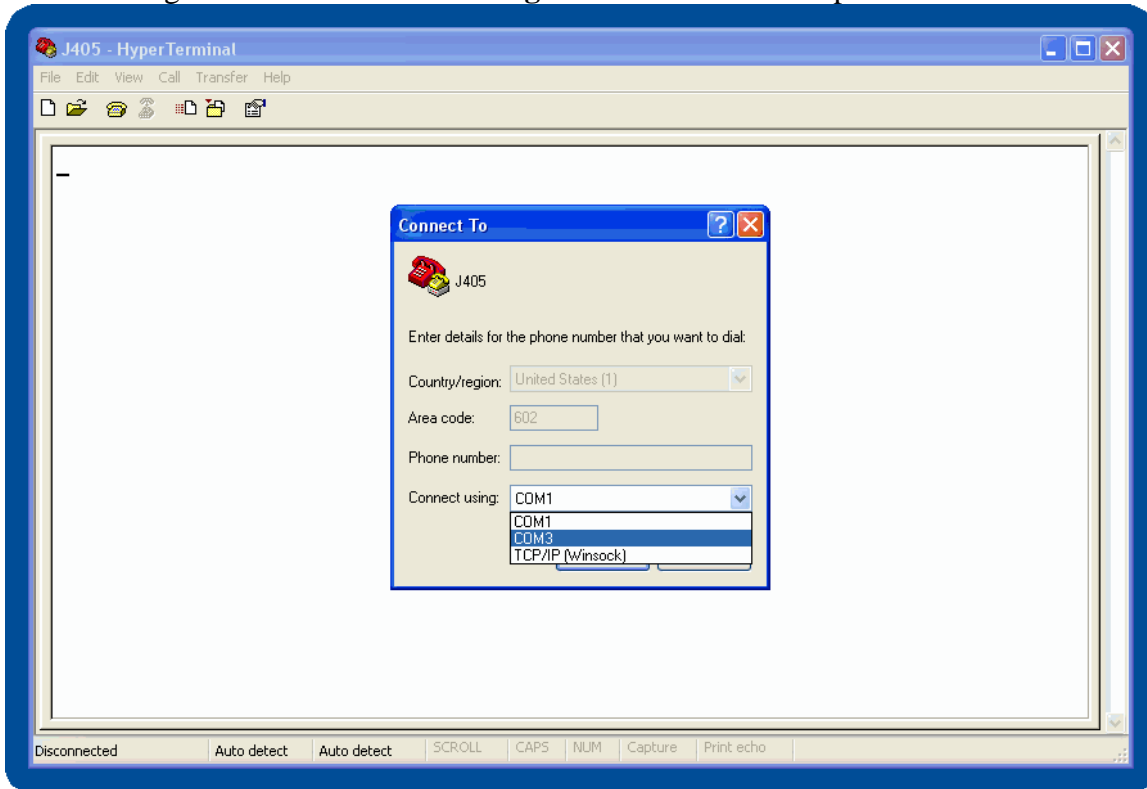 J405 - HyperTerminal
File Edit View Call Transfer Help
Connect To
J405
Enter details for the phone number that you want to dial:
Country/region: United States (1)
Area code: 602
Phone number:
Connect using: COM1
COM1
COM3
TCP/IP (Winsock)
Disconnected Auto detect Auto detect SCROLL CAPS NUM Capture Print echo